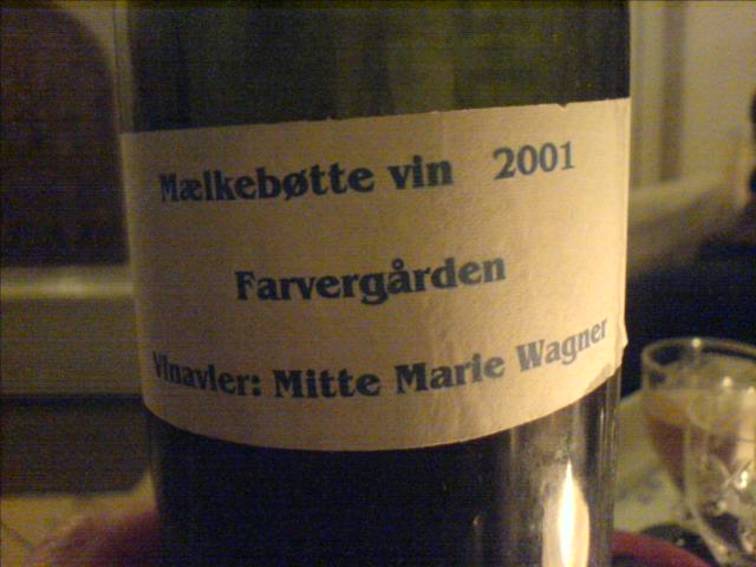 Mælkebøtte vin 2001
Farvergården
Vinavler: Mitte Marie Wagner